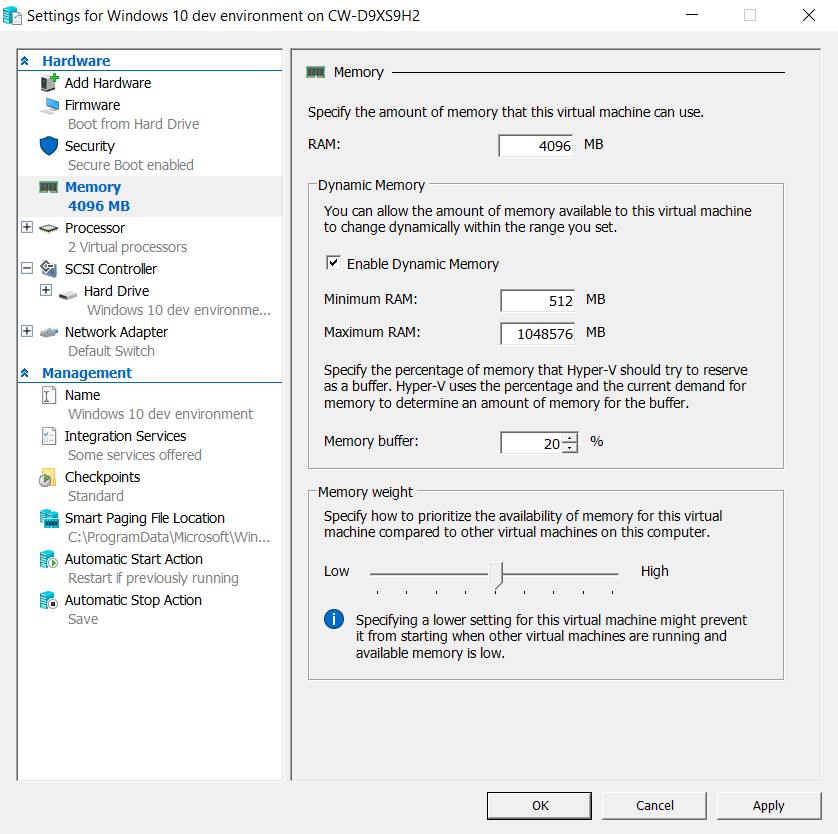 Settings for Windows 10 dev environment on CW-D9XS9H2
Hardware
Add Hardware
Firmware
Boot from Hard Drive
Security
Secure Boot enabled
Memory
4096 MB
Processor
2 Virtual processors
SCSI Controller
Hard Drive
Windows 10 dev environme...
Network Adapter
Default Switch
Management
Name
Windows 10 dev environment
Integration Services
Some services offered
Checkpoints
Standard
Smart Paging File Location
C:\ProgramData\Microsoft\Win...
Automatic Start Action
Restart if previously running
Automatic Stop Action
Save
Memory
Specify the amount of memory that this virtual machine can use.
RAM: 4096 MB
Dynamic Memory
You can allow the amount of memory available to this virtual machine
to change dynamically within the range you set.
Enable Dynamic Memory
Minimum RAM: 512 MB
Maximum RAM: 1048576 MB
Specify the percentage of memory that Hyper-V should try to reserve
as a buffer. Hyper-V uses the percentage and the current demand for
memory to determine an amount of memory for the buffer.
Memory buffer: 20 %
Memory weight
Specify how to prioritize the availability of memory for this virtual
machine compared to other virtual machines on this computer.
Low High
Specifying a lower setting for this virtual machine might prevent
it from starting when other virtual machines are running and
available memory is low.
OK Cancel Apply